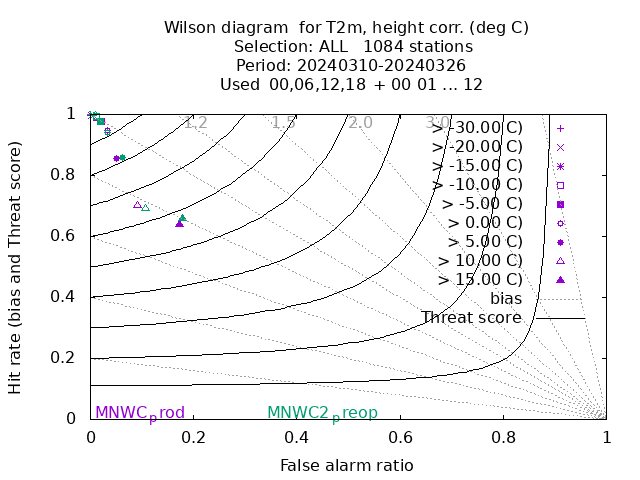 Wilson diagram  for T2m, height corr. (deg C)
Selection: ALL   1084 stations
Period: 20240310-20240326
Used  00,06,12,18  + 00 01 ... 12
Hit rate (bias and Threat score)
1
0.8
0.6
0.4
0.2
0
1.2
1.5
2.0
3.0
> -30.00 C)
> -20.00 C)
> -15.00 C)
> -10.00 C)
> -5.00 C)
> 0.00 C)
> 5.00 C)
> 10.00 C)
> 15.00 C)
bias
Threat score
MNWCprod
MNWC2preop
0
0.2
0.4
0.6
0.8
1
False alarm ratio